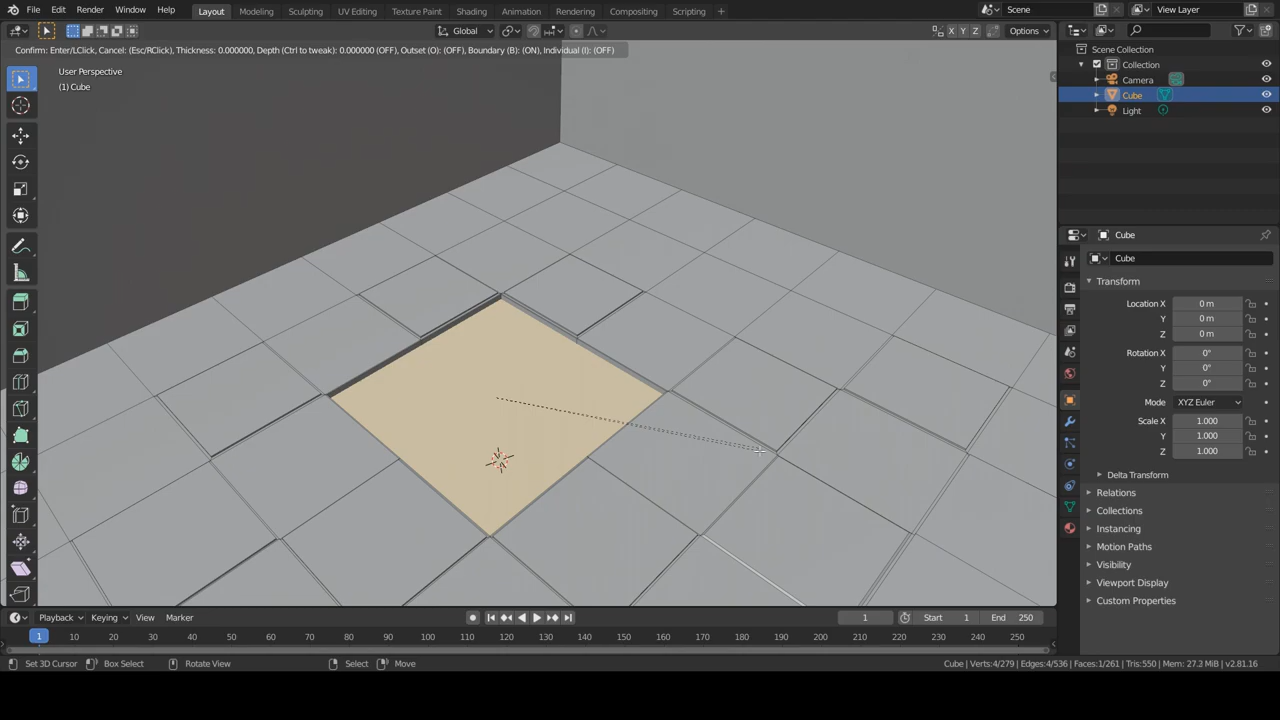 File Edit Render Window Help
Layout Modeling Sculpting UV Editing Texture Paint Shading Animation Rendering Compositing Scripting
Scene
View Layer
Global
X Y Z
Options
Confirm: Enter/LClick, Cancel: (Esc/RClick), Thickness: 0.000000, Depth (Ctrl to tweak): 0.000000 (OFF), Outset (O): (OFF), Boundary (B): (ON), Individual (I): (OFF)
User Perspective
(1) Cube
Scene Collection
Collection
Camera
Cube
Light
Cube
Cube
Transform
Location X 0 m
Y 0 m
Z 0 m
Rotation X 0°
Y 0°
Z 0°
Mode XYZ Euler
Scale X 1.000
Y 1.000
Z 1.000
Delta Transform
Relations
Collections
Instancing
Motion Paths
Visibility
Viewport Display
Custom Properties
Playback Keying View Marker
1
Start 1
End 250
1 10 20 30 40 50 60 70 80 90 100 110 120 130 140 150 160 170 180 190 200 210 220 230 240 250
Set 3D Cursor Box Select Rotate View Select Move
Cube | Verts:4/279 | Edges:4/536 | Faces:1/261 | Tris:550 | Mem: 27.3 MiB | v2.81.16